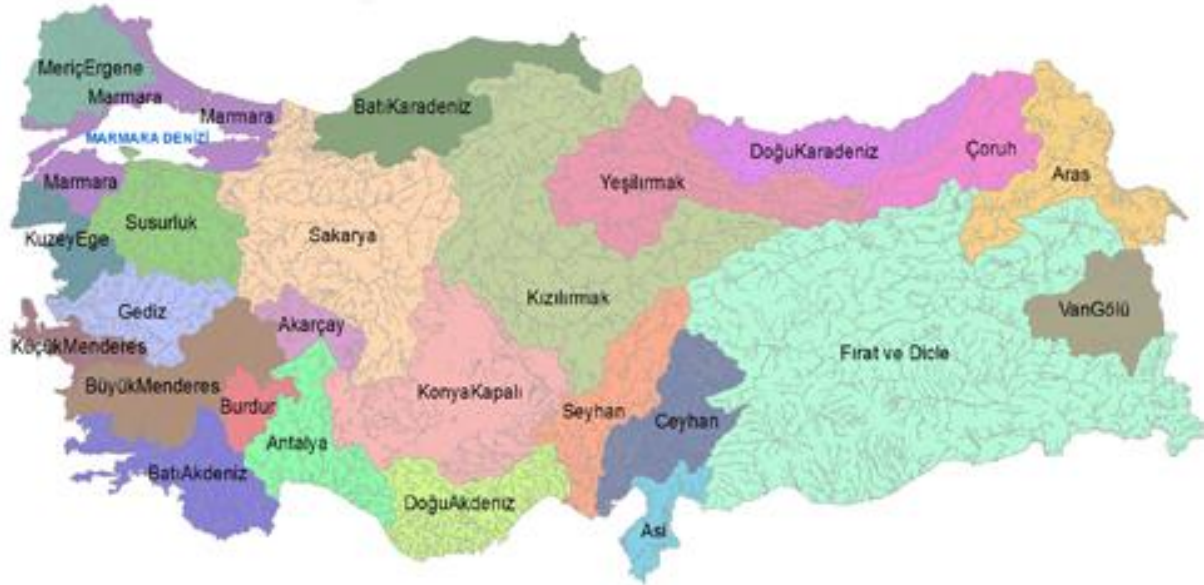 MeriçErgene
Marmara
Marmara
MARMARA DENİZİ
BatıKaradeniz
DoğuKaradeniz
Çoruh
Aras
Yeşilırmak
Marmara
Susurluk
Sakarya
KuzeyEge
Gediz
Akarçay
Kızılırmak
VanGölü
KüçükMenderes
Fırat ve Dicle
BüyükMenderes
KonyaKapalı
Burdur
Seyhan
Ceyhan
Antalya
BatıAkdeniz
DoğuAkdeniz
Asi